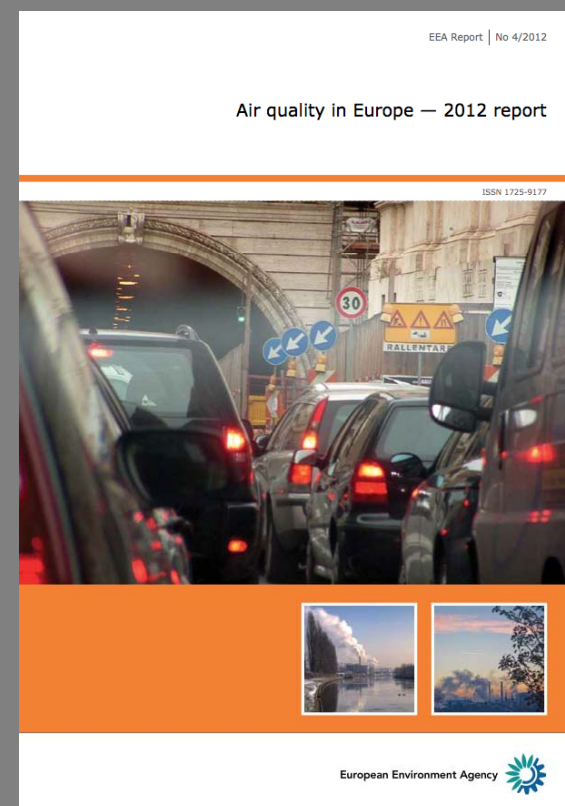 EEA Report | No 4/2012
Air quality in Europe — 2012 report
ISSN 1725-9177
30
RALLENTARE
European Environment Agency